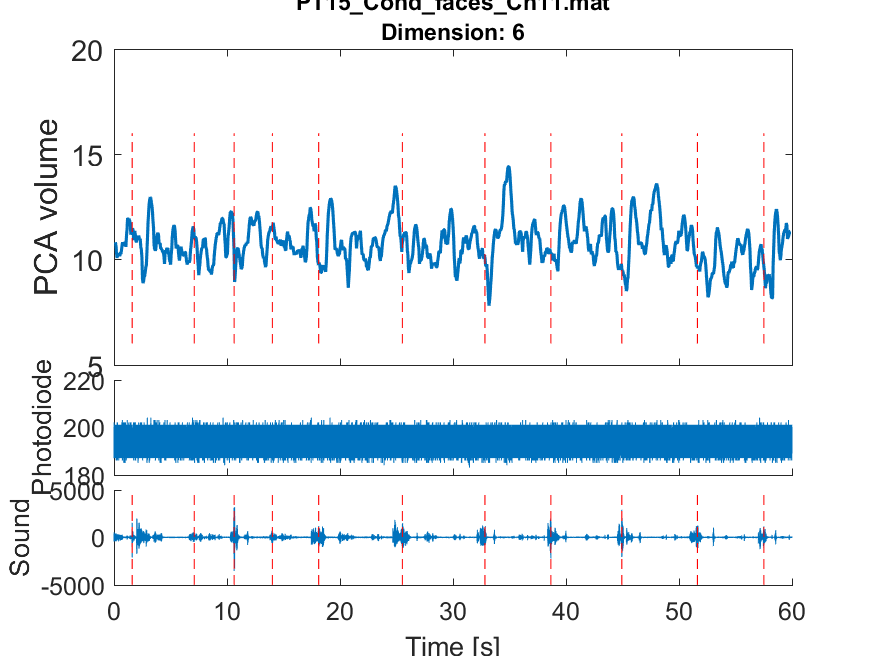 PT15_Cond_faces_Ch11.mat
Dimension: 6
20
15
10
5
PCA volume
220
200
180
Photodiode
5000
0
-5000
Sound
0 10 20 30 40 50 60
Time [s]